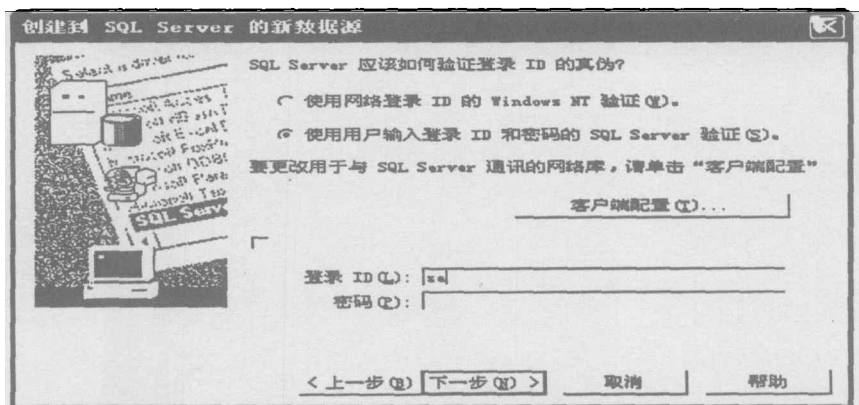 创建到 SQL Server 的新数据源
SQL Server 应该如何验证登录 ID 的真伪?
使用网络登录 ID 的 Windows NT 验证(W)。
使用用户输入登录 ID 和密码的 SQL Server 验证(S)。
要更改用于与 SQL Server 通讯的网络库,请单击“客户端配置”
客户端配置(T)...
SQL Serv
登录 ID(L): sa
密码(P):
< 上一步(B)
下一步(N) >
取消
帮助